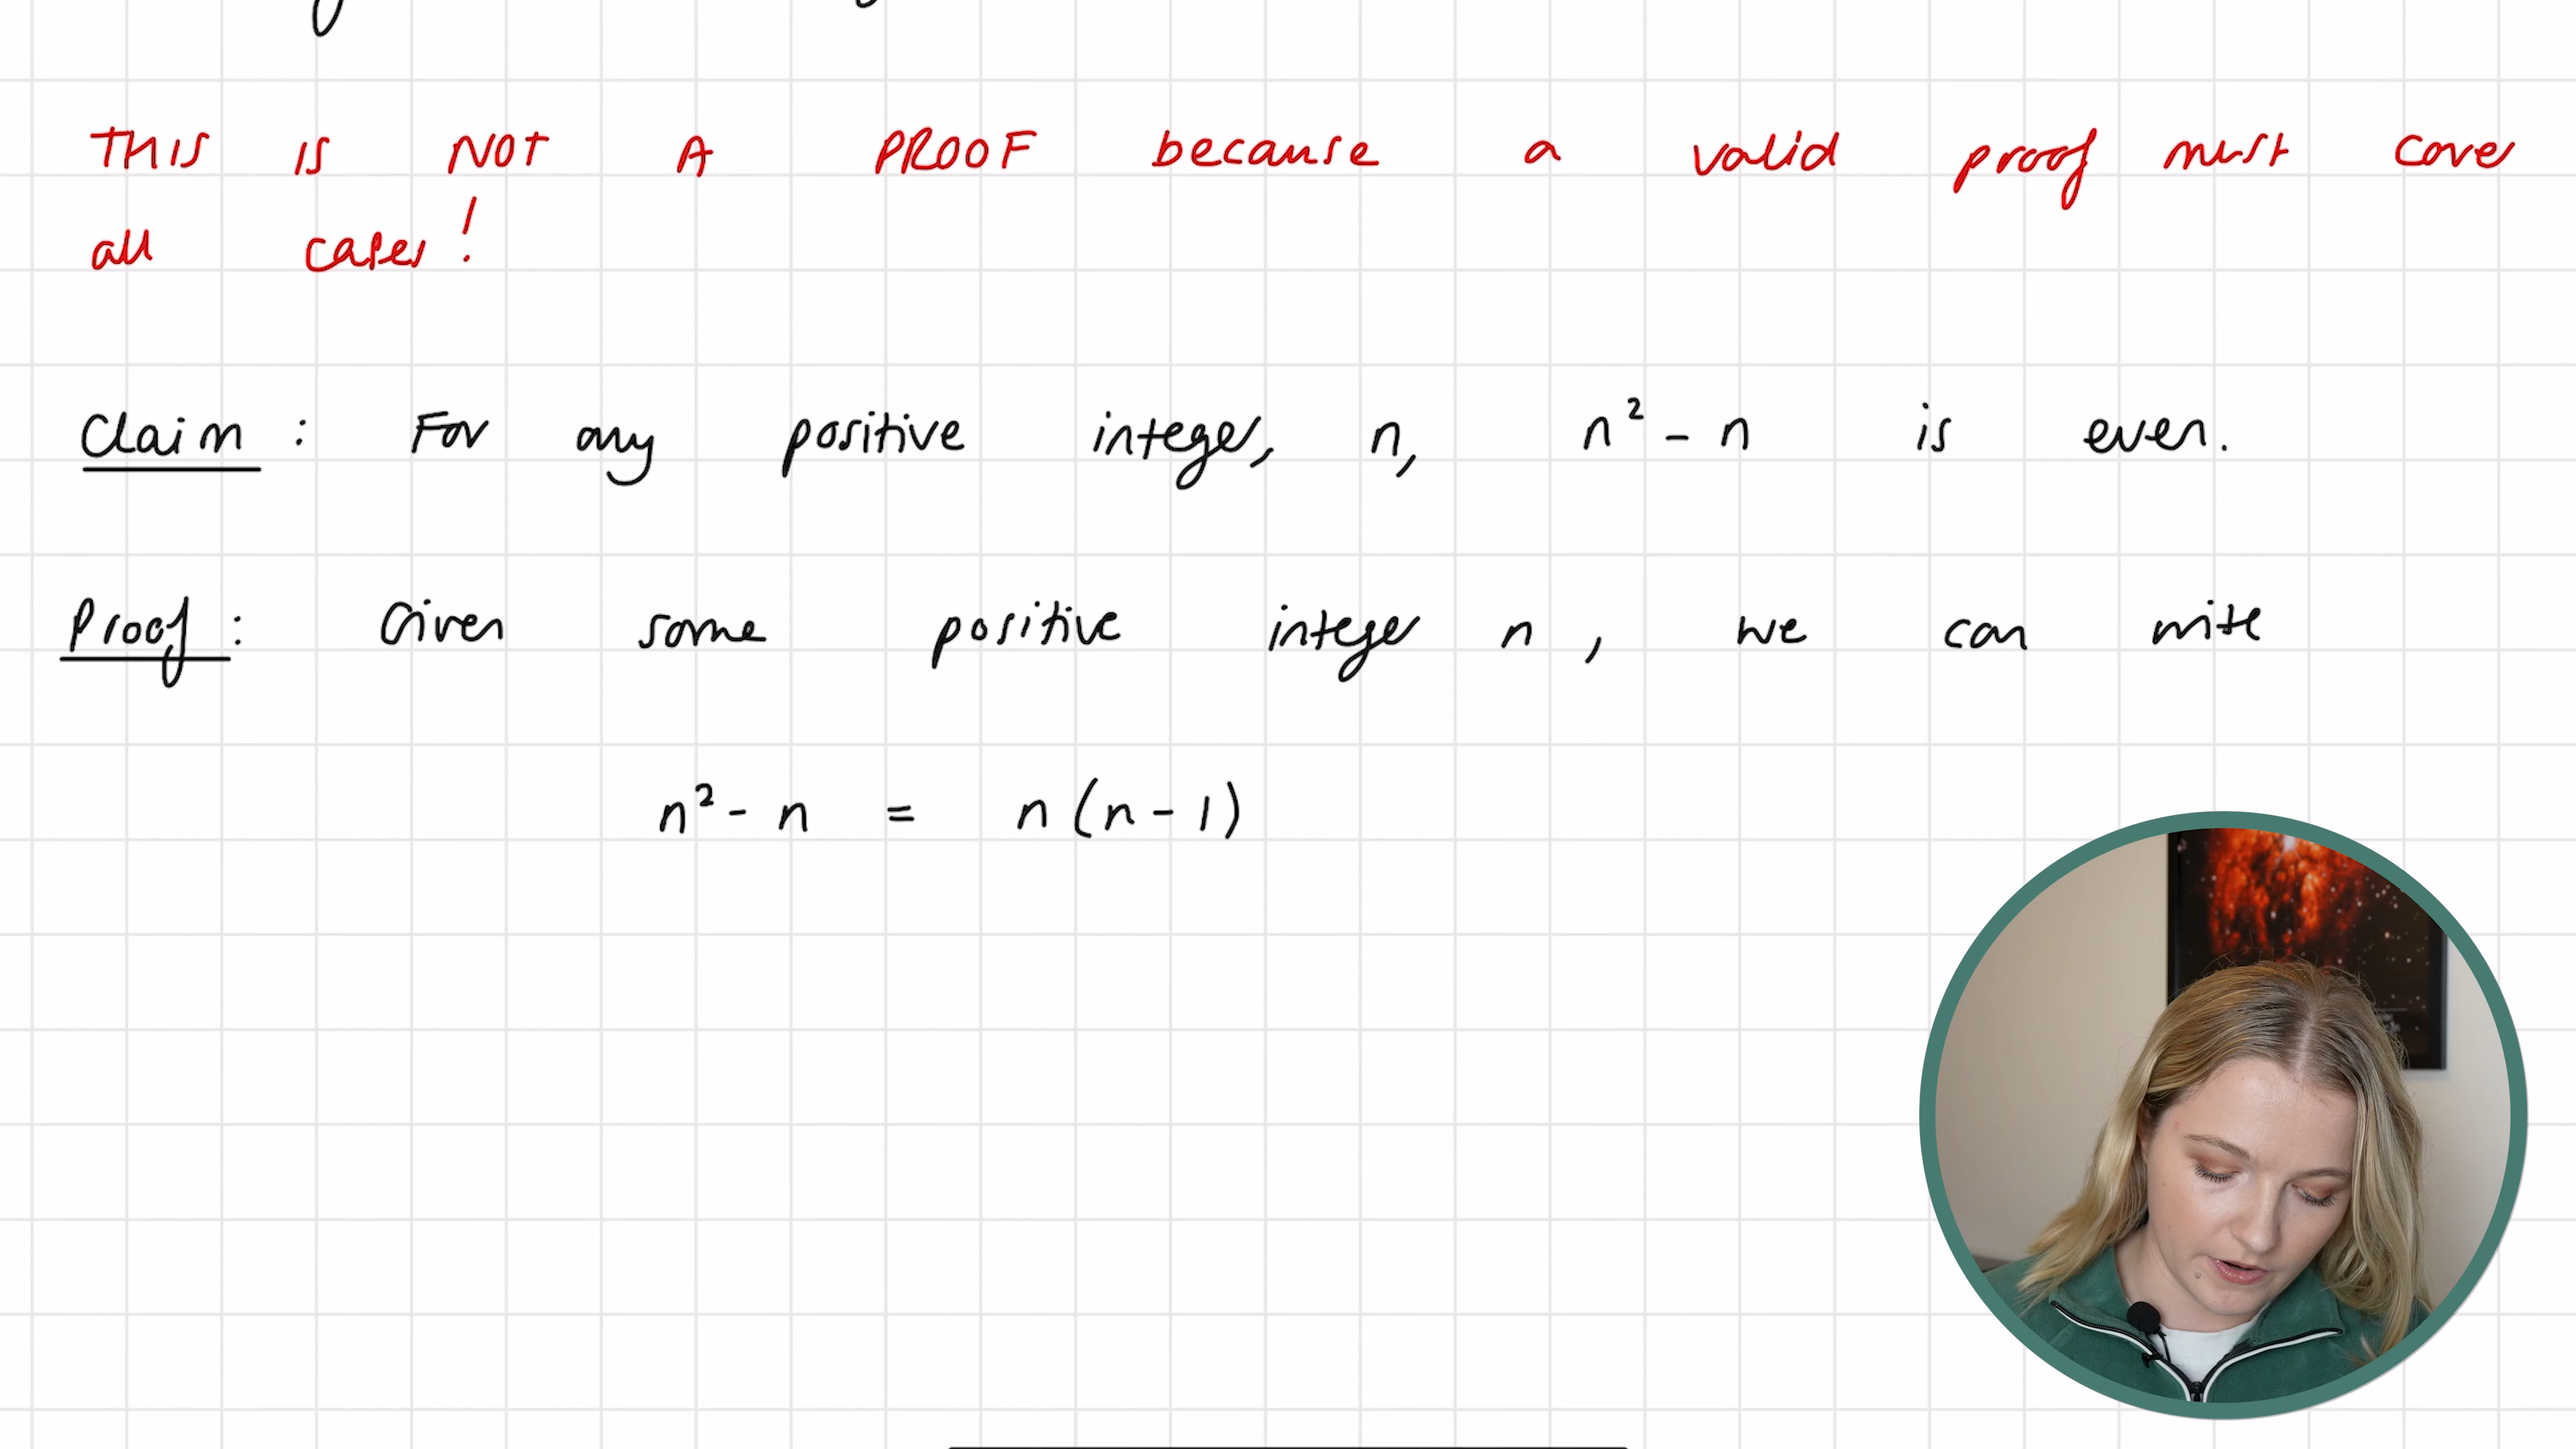 THIS IS NOT A PROOF because a valid proof must cover
all cases!
Claim: For any positive integer, n, n² - n is even.
Proof: Given some positive integer n, we can write
n² - n = n(n - 1)